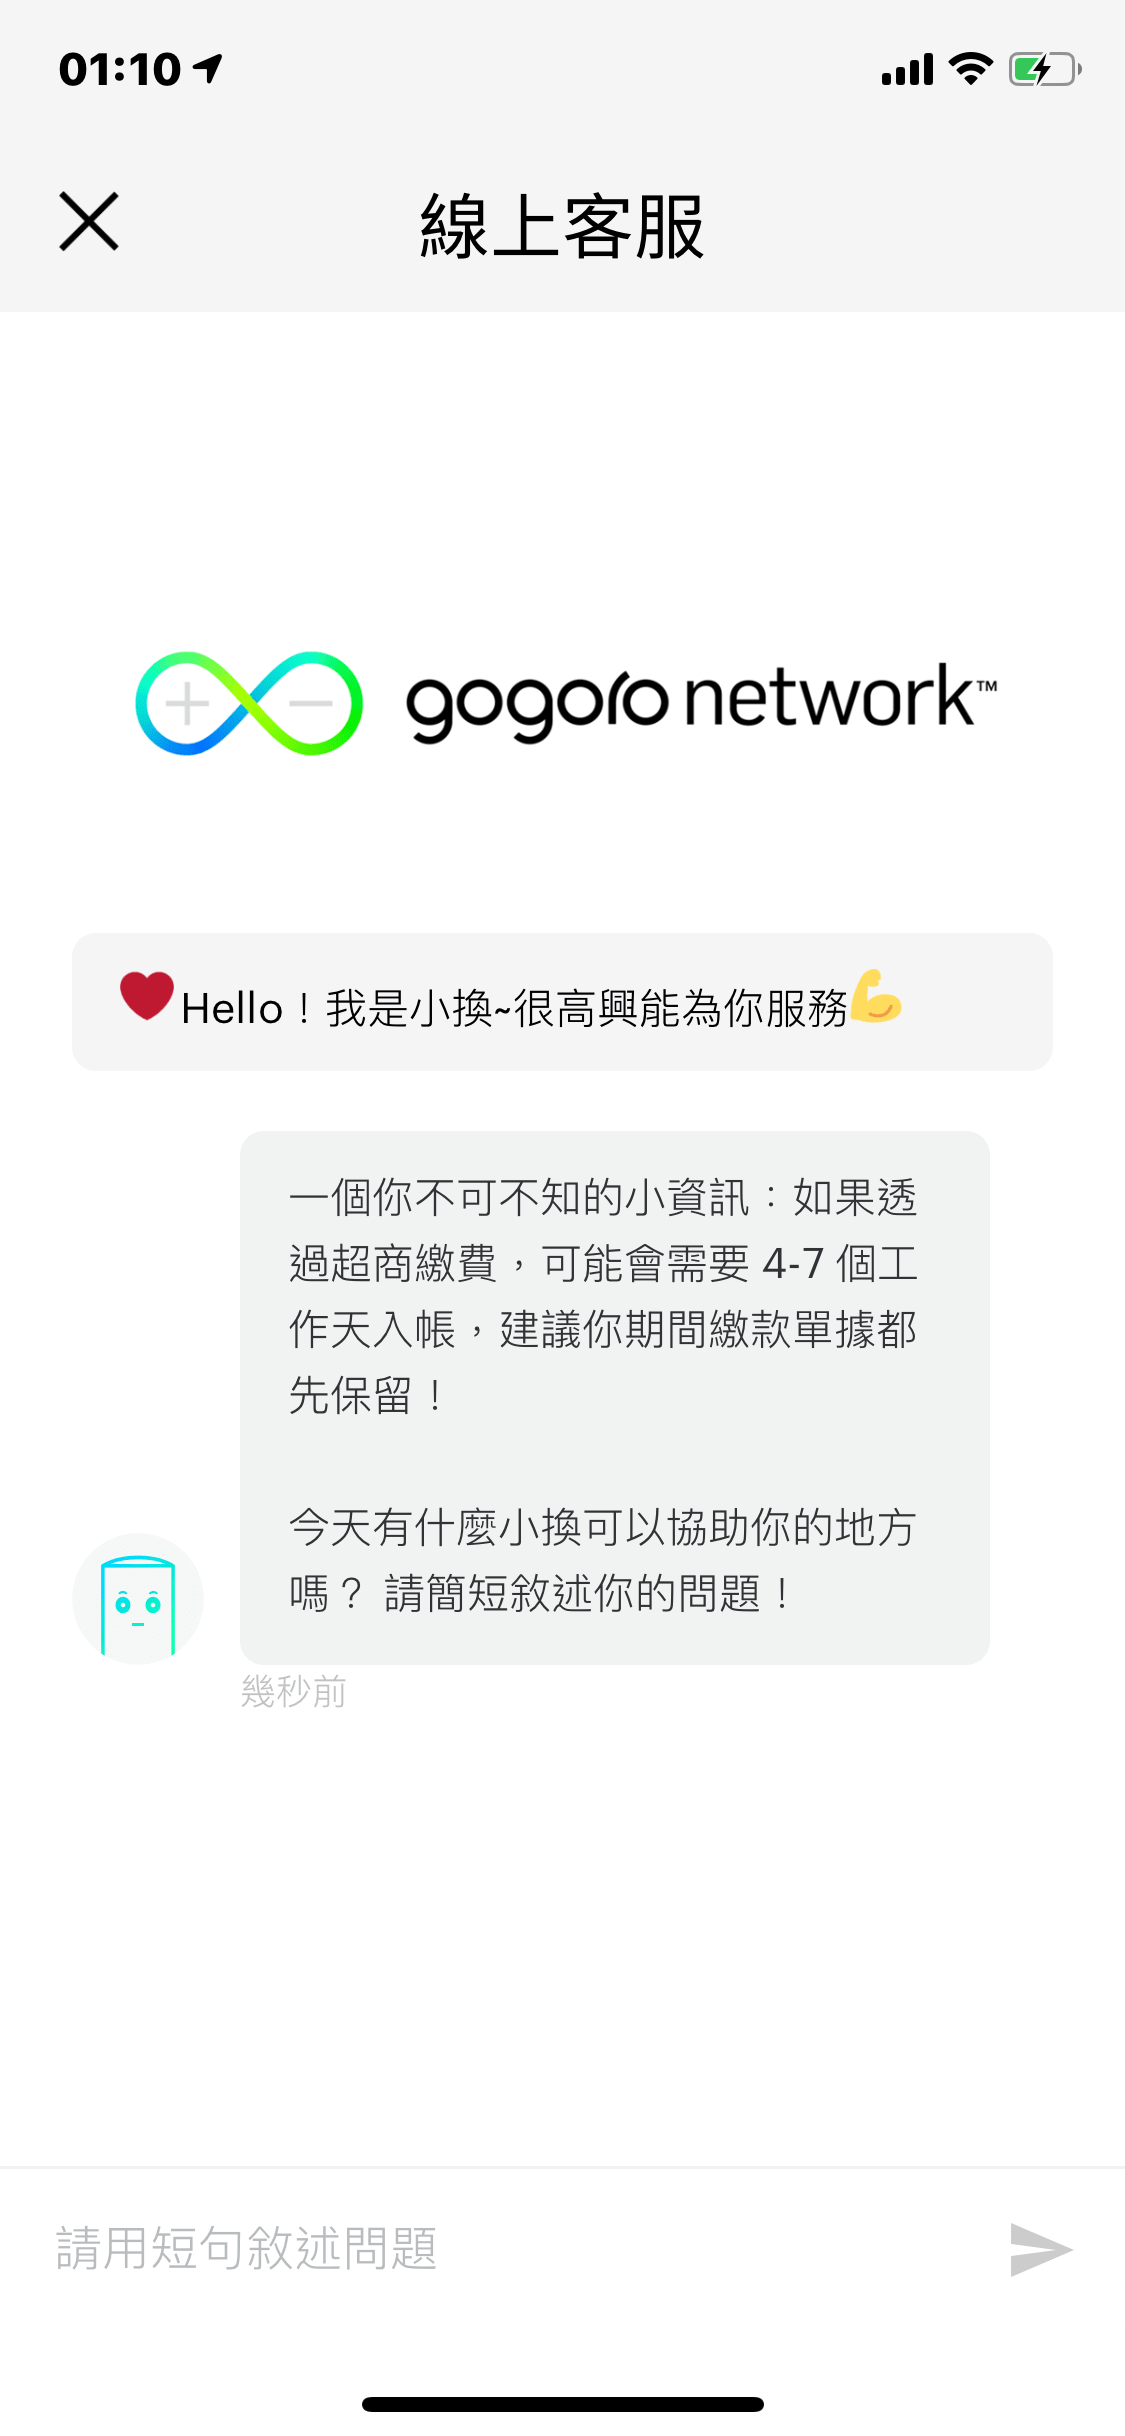 01:10
線上客服
gogoro network™
❤️Hello！我是小換~很高興能為你服務💪
一個你不可不知的小資訊：如果透
過超商繳費，可能會需要 4-7 個工
作天入帳，建議你期間繳款單據都
先保留！
今天有什麼小換可以協助你的地方
嗎？ 請簡短敘述你的問題！
幾秒前
請用短句敘述問題